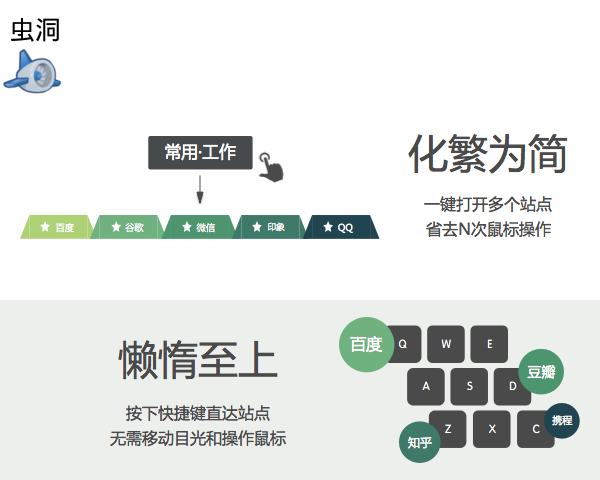 虫洞
常用·工作
百度
谷歌
微信
印象
QQ
化繁为简
一键打开多个站点
省去N次鼠标操作
懒惰至上
按下快捷键直达站点
无需移动目光和操作鼠标
百度
Q
W
E
A
S
D
豆瓣
Z
X
C
知乎
携程